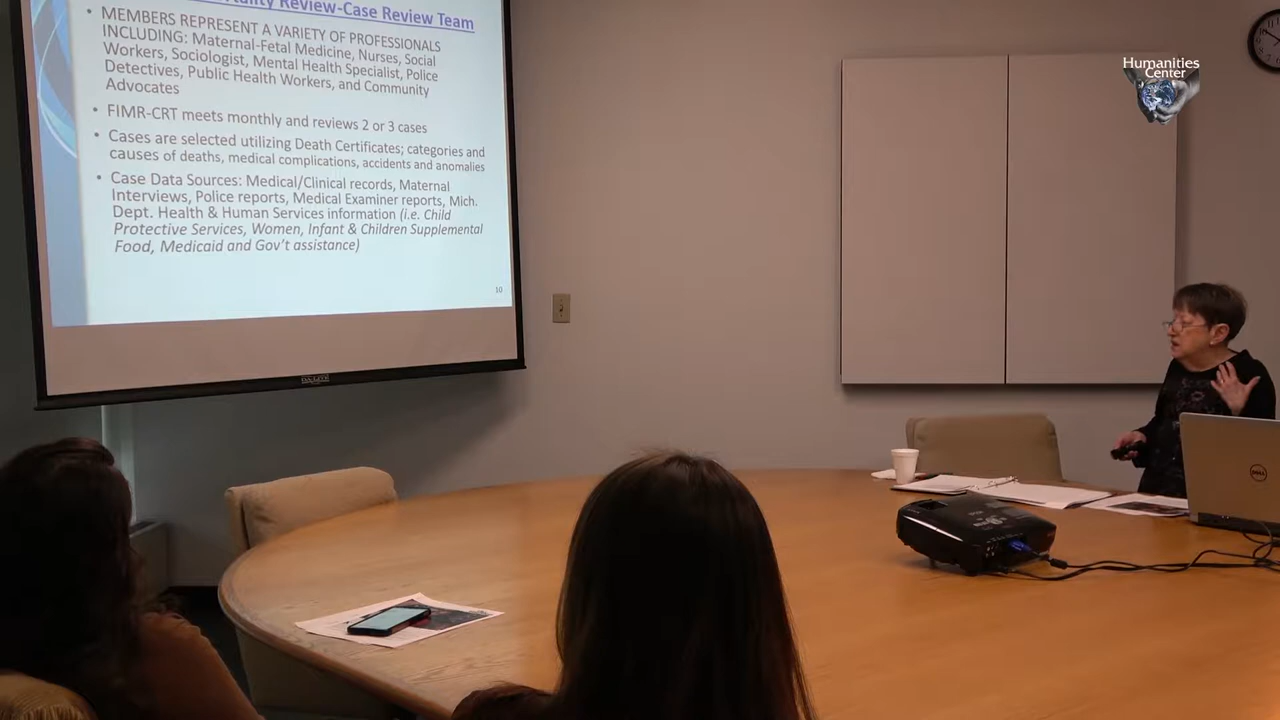 Review-Case Review Team
• MEMBERS REPRESENT A VARIETY OF PROFESSIONALS
INCLUDING: Maternal-Fetal Medicine, Nurses, Social
Workers, Sociologist, Mental Health Specialist, Police
Detectives, Public Health Workers, and Community
Advocates
• FIMR-CRT meets monthly and reviews 2 or 3 cases
• Cases are selected utilizing Death Certificates; categories and
causes of deaths, medical complications, accidents and anomalies
• Case Data Sources: Medical/Clinical records, Maternal
Interviews, Police reports, Medical Examiner reports, Mich.
Dept. Health & Human Services information (i.e. Child
Protective Services, Women, Infant & Children Supplemental
Food, Medicaid and Gov't assistance)
10
DA-LITE
Humanities
Center
DELL